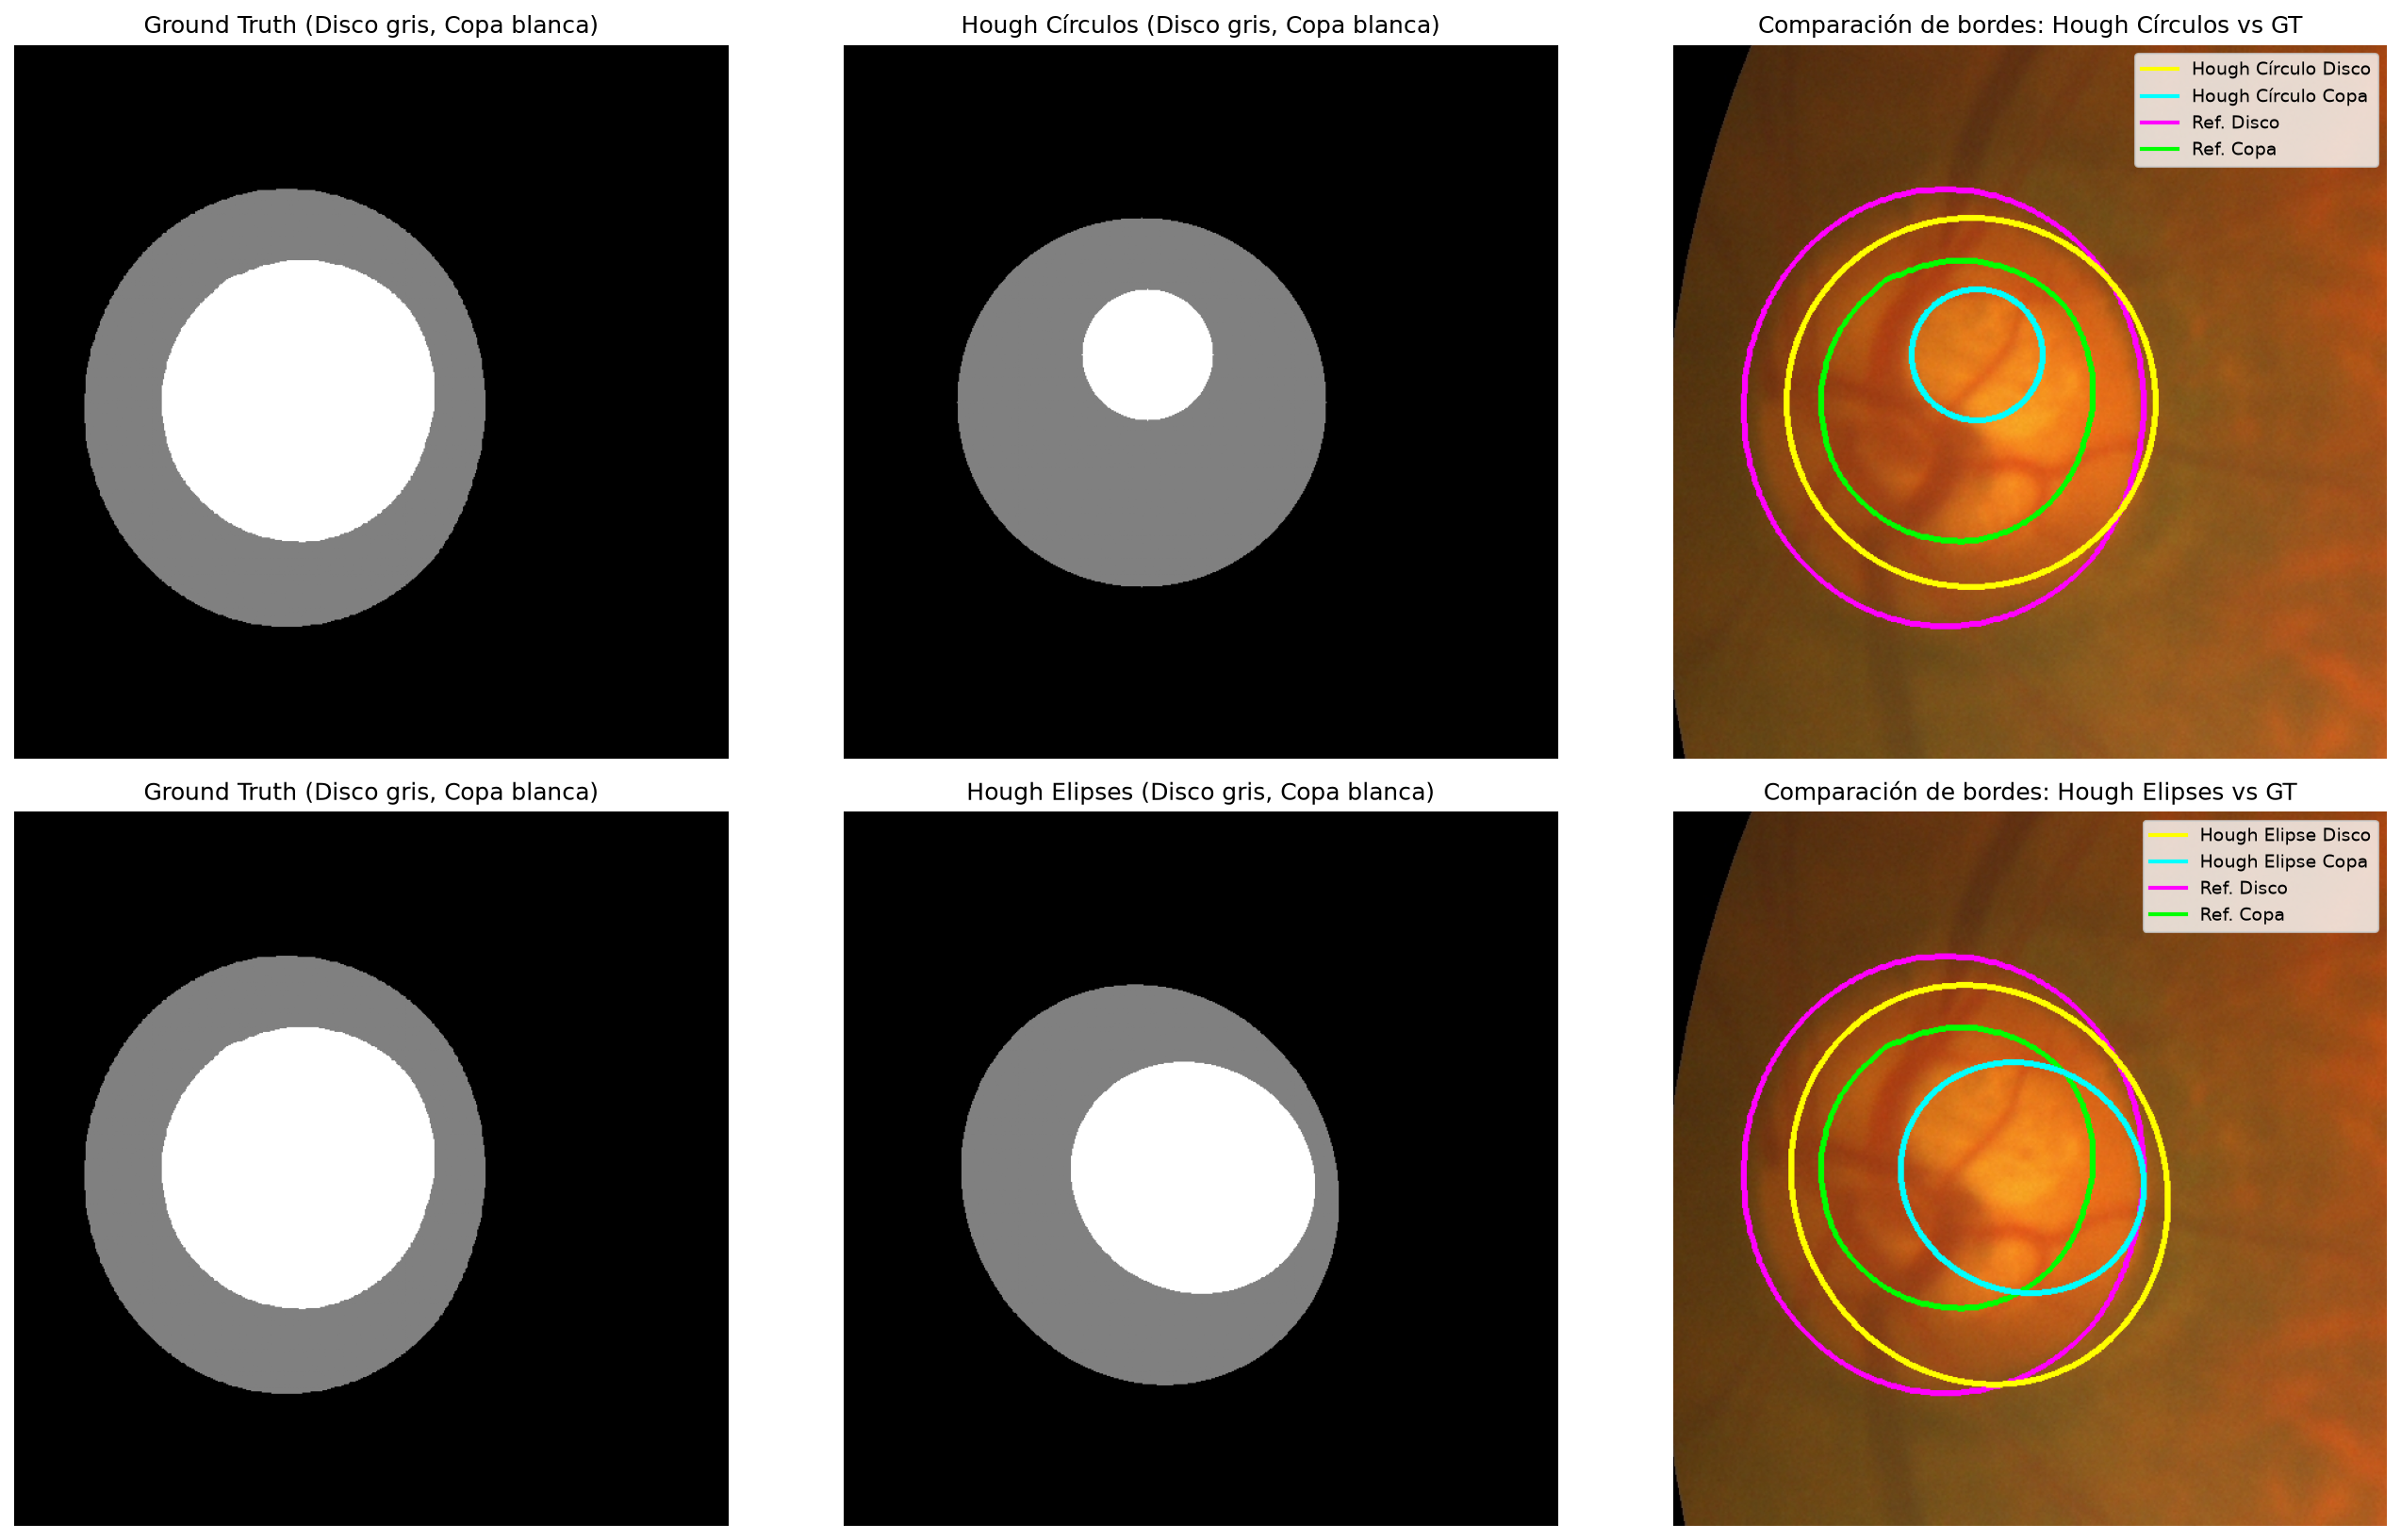 Ground Truth (Disco gris, Copa blanca)
Hough Círculos (Disco gris, Copa blanca)
Comparación de bordes: Hough Círculos vs GT
Hough Círculo Disco
Hough Círculo Copa
Ref. Disco
Ref. Copa
Ground Truth (Disco gris, Copa blanca)
Hough Elipses (Disco gris, Copa blanca)
Comparación de bordes: Hough Elipses vs GT
Hough Elipse Disco
Hough Elipse Copa
Ref. Disco
Ref. Copa